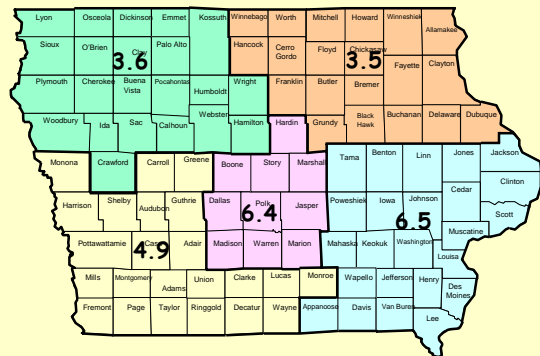 Lyon Osceola Dickinson Emmet Kossuth Winnebago Worth Mitchell Howard Winneshiek Allamakee
Sioux O'Brien Clay Palo Alto Hancock Cerro Gordo Floyd Chickasaw
3.6 3.5
Fayette Clayton
Plymouth Cherokee Buena Vista Pocahontas Humboldt Wright Franklin Butler Bremer
Woodbury Ida Sac Calhoun Webster Hamilton Hardin Grundy Black Hawk Buchanan Delaware Dubuque
Monona Crawford Carroll Greene Boone Story Marshall Tama Benton Linn Jones Jackson
Clinton
Harrison Shelby Audubon Guthrie Dallas Polk Jasper Poweshiek Iowa Johnson Cedar
Scott
6.4 6.5
Muscatine
Pottawattamie Cass Adair Madison Warren Marion Mahaska Keokuk Washington
4.9
Louisa
Mills Montgomery Adams Union Clarke Lucas Monroe Wapello Jefferson Henry Des Moines
Fremont Page Taylor Ringgold Decatur Wayne Appanoose Davis Van Buren Lee